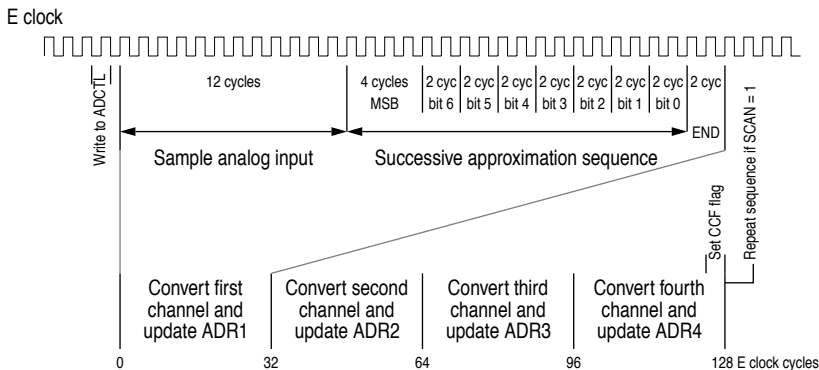 E clock
Write to ADCTL
12 cycles
4 cycles
MSB
2 cyc
bit 6
2 cyc
bit 5
2 cyc
bit 4
2 cyc
bit 3
2 cyc
bit 2
2 cyc
bit 1
2 cyc
bit 0
2 cyc
END
Sample analog input
Successive approximation sequence
Set CCF flag
Repeat sequence if SCAN = 1
Convert first
channel and
update ADR1
Convert second
channel and
update ADR2
Convert third
channel and
update ADR3
Convert fourth
channel and
update ADR4
0
32
64
96
128 E clock cycles